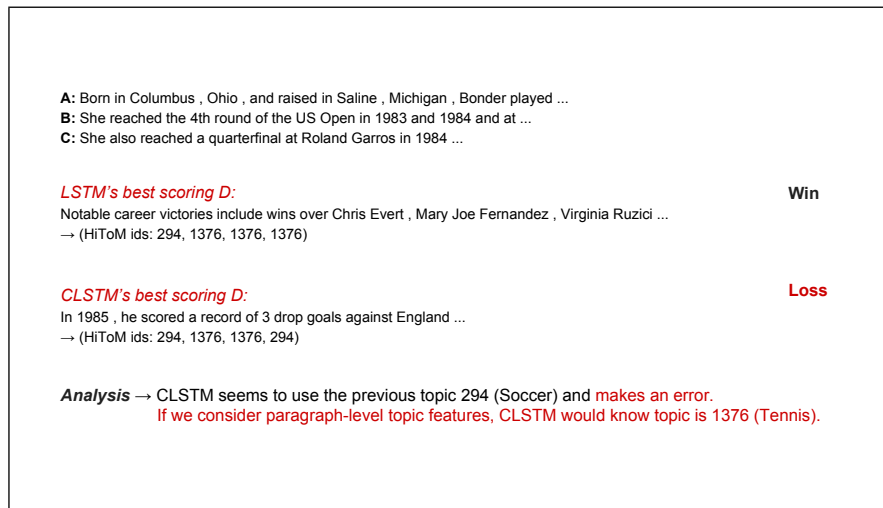 A: Born in Columbus , Ohio , and raised in Saline , Michigan , Bonder played ...
B: She reached the 4th round of the US Open in 1983 and 1984 and at ...
C: She also reached a quarterfinal at Roland Garros in 1984 ...
LSTM's best scoring D:
Win
Notable career victories include wins over Chris Evert , Mary Joe Fernandez , Virginia Ruzici ...
→ (HiToM ids: 294, 1376, 1376, 1376)
CLSTM's best scoring D:
Loss
In 1985 , he scored a record of 3 drop goals against England ...
→ (HiToM ids: 294, 1376, 1376, 294)
Analysis → CLSTM seems to use the previous topic 294 (Soccer) and makes an error.
If we consider paragraph-level topic features, CLSTM would know topic is 1376 (Tennis).